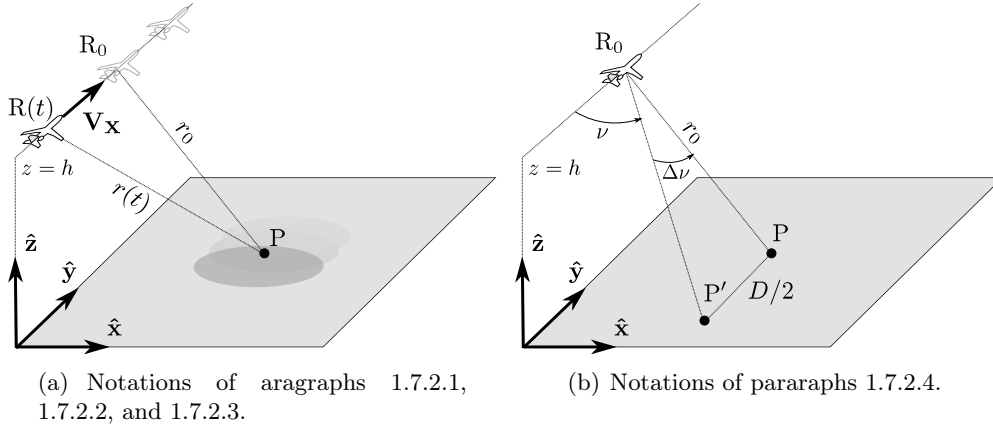 R₀
R(t)
V_X
r₀
z = h
r(t)
P
ẑ
ŷ
x̂
(a) Notations of aragraphs 1.7.2.1,
1.7.2.2, and 1.7.2.3.
R₀
ν
r₀
z = h
Δν
P
ẑ
ŷ
P′
D/2
x̂
(b) Notations of pararaphs 1.7.2.4.